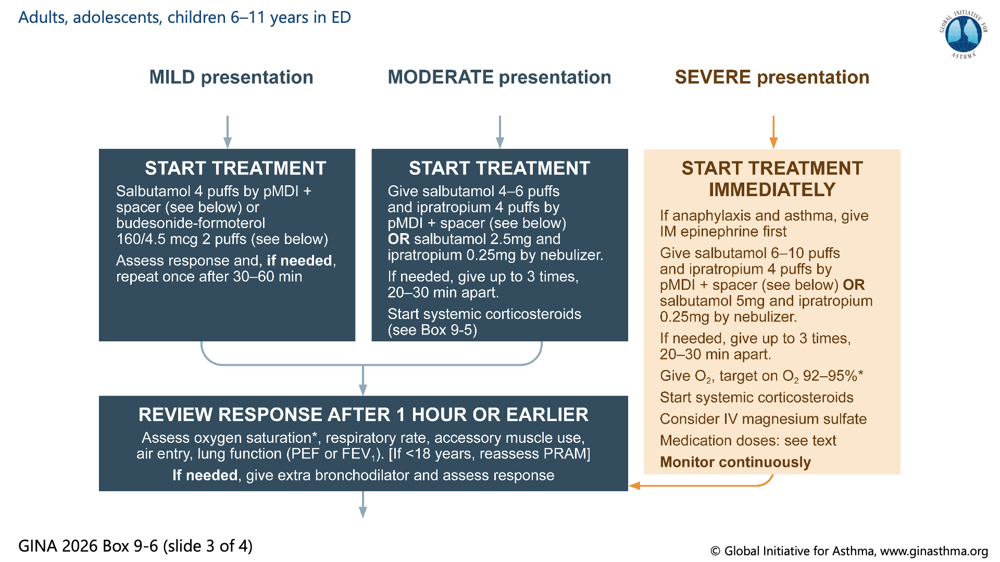 Adults, adolescents, children 6–11 years in ED
GLOBAL INITIATIVE FOR
ASTHMA
MILD presentation
MODERATE presentation
SEVERE presentation
START TREATMENT
Salbutamol 4 puffs by pMDI +
spacer (see below) or
budesonide-formoterol
160/4.5 mcg 2 puffs (see below)
Assess response and, if needed,
repeat once after 30–60 min
START TREATMENT
Give salbutamol 4–6 puffs
and ipratropium 4 puffs by
pMDI + spacer (see below)
OR salbutamol 2.5mg and
ipratropium 0.25mg by nebulizer.
If needed, give up to 3 times,
20–30 min apart.
Start systemic corticosteroids
(see Box 9-5)
START TREATMENT
IMMEDIATELY
If anaphylaxis and asthma, give
IM epinephrine first
Give salbutamol 6–10 puffs
and ipratropium 4 puffs by
pMDI + spacer (see below) OR
salbutamol 5mg and ipratropium
0.25mg by nebulizer.
If needed, give up to 3 times,
20–30 min apart.
Give O₂, target on O₂ 92–95%*
Start systemic corticosteroids
Consider IV magnesium sulfate
Medication doses: see text
Monitor continuously
REVIEW RESPONSE AFTER 1 HOUR OR EARLIER
Assess oxygen saturation*, respiratory rate, accessory muscle use,
air entry, lung function (PEF or FEV₁). [If <18 years, reassess PRAM]
If needed, give extra bronchodilator and assess response
GINA 2026 Box 9-6 (slide 3 of 4)
© Global Initiative for Asthma, www.ginasthma.org